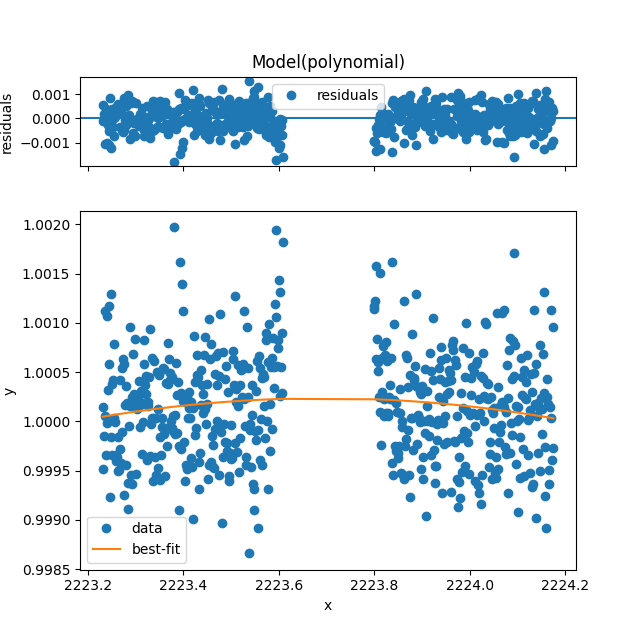 Model(polynomial)
residuals
0.001
0.000
−0.001
residuals
y
1.0020
1.0015
1.0010
1.0005
1.0000
0.9995
0.9990
0.9985
data
best-fit
2223.2 2223.4 2223.6 2223.8 2224.0 2224.2
x